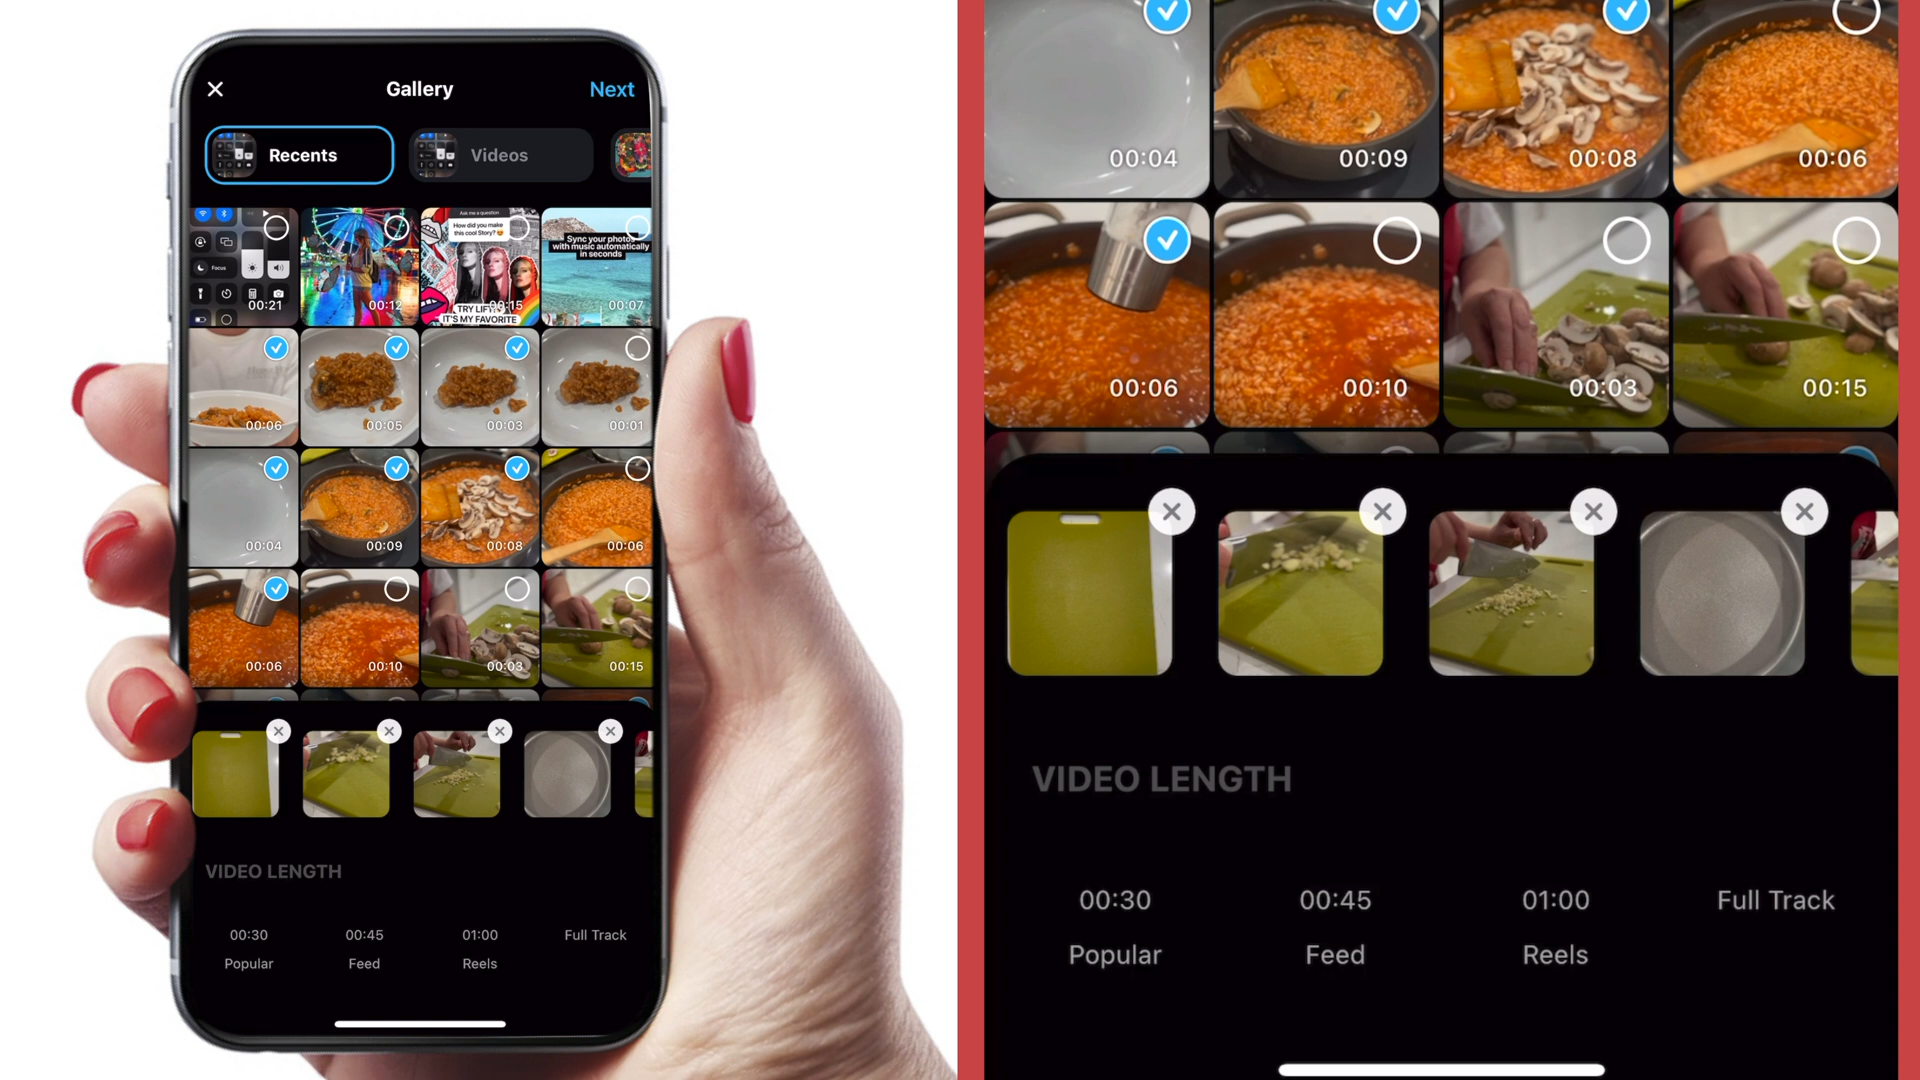 Gallery
Next
Recents
Videos
Focus
00:21
00:12
Ask me a question
How did you make
this cool Story?
TRY LIFT
IT'S MY FAVORITE
00:15
Sync your photos
with music automatically
in seconds
00:07
00:06
00:05
00:03
00:01
00:04
00:09
00:08
00:06
00:06
00:10
00:03
00:15
VIDEO LENGTH
00:30
00:45
01:00
Full Track
Popular
Feed
Reels
00:04
00:09
00:08
00:06
00:06
00:10
00:03
00:15
VIDEO LENGTH
00:30
00:45
01:00
Full Track
Popular
Feed
Reels